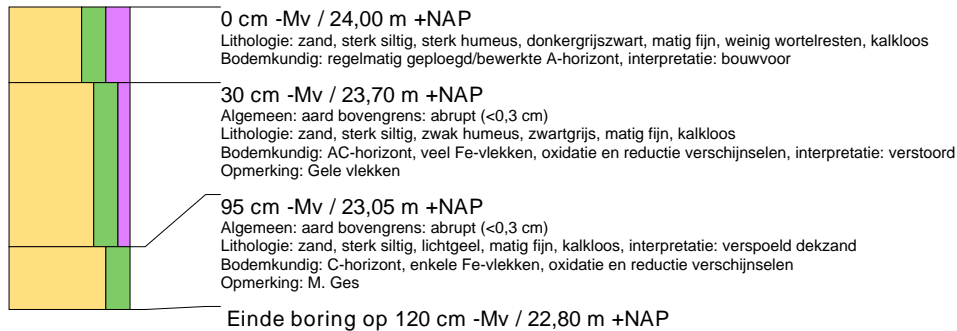 0 cm -Mv / 24,00 m +NAP
Lithologie: zand, sterk siltig, sterk humeus, donkergrijszwart, matig fijn, weinig wortelresten, kalkloos
Bodemkundig: regelmatig geploegd/bewerkte A-horizont, interpretatie: bouwvoor
30 cm -Mv / 23,70 m +NAP
Algemeen: aard bovengrens: abrupt (<0,3 cm)
Lithologie: zand, sterk siltig, zwak humeus, zwartgrijs, matig fijn, kalkloos
Bodemkundig: AC-horizont, veel Fe-vlekken, oxidatie en reductie verschijnselen, interpretatie: verstoord
Opmerking: Gele vlekken
95 cm -Mv / 23,05 m +NAP
Algemeen: aard bovengrens: abrupt (<0,3 cm)
Lithologie: zand, sterk siltig, lichtgeel, matig fijn, kalkloos, interpretatie: verspoeld dekzand
Bodemkundig: C-horizont, enkele Fe-vlekken, oxidatie en reductie verschijnselen
Opmerking: M. Ges
Einde boring op 120 cm -Mv / 22,80 m +NAP